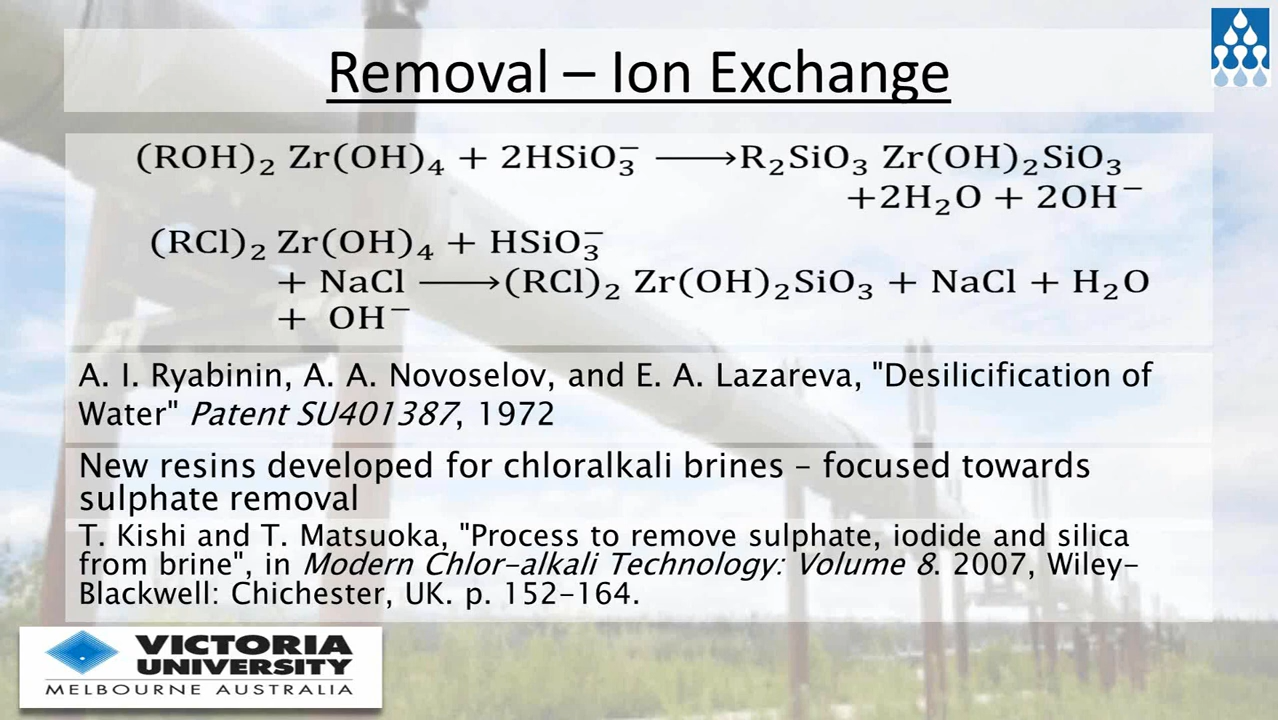 Removal – Ion Exchange
(ROH)₂ Zr(OH)₄ + 2HSiO₃⁻ ⟶ R₂SiO₃ Zr(OH)₂SiO₃
+2H₂O + 2OH⁻
(RCl)₂ Zr(OH)₄ + HSiO₃⁻
+ NaCl ⟶ (RCl)₂ Zr(OH)₂SiO₃ + NaCl + H₂O
+ OH⁻
A. I. Ryabinin, A. A. Novoselov, and E. A. Lazareva, "Desilicification of
Water" Patent SU401387, 1972
New resins developed for chloralkali brines – focused towards
sulphate removal
T. Kishi and T. Matsuoka, "Process to remove sulphate, iodide and silica
from brine", in Modern Chlor-alkali Technology: Volume 8. 2007, Wiley-
Blackwell: Chichester, UK. p. 152-164.
VICTORIA
UNIVERSITY
MELBOURNE AUSTRALIA